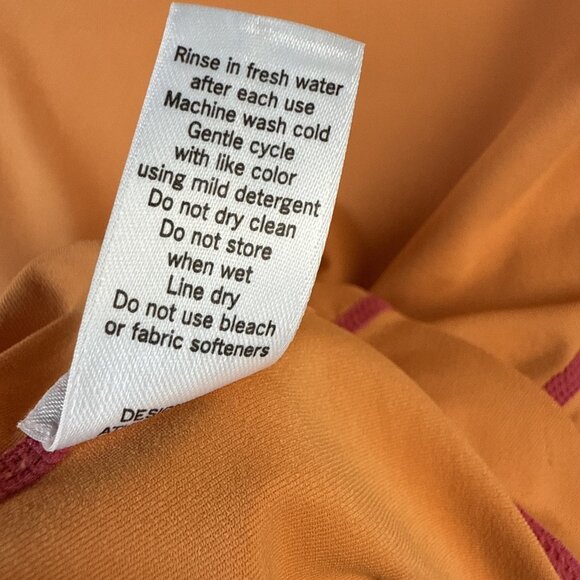 Rinse in fresh water
after each use
Machine wash cold
Gentle cycle
with like color
using mild detergent
Do not dry clean
Do not store
when wet
Line dry
Do not use bleach
or fabric softeners